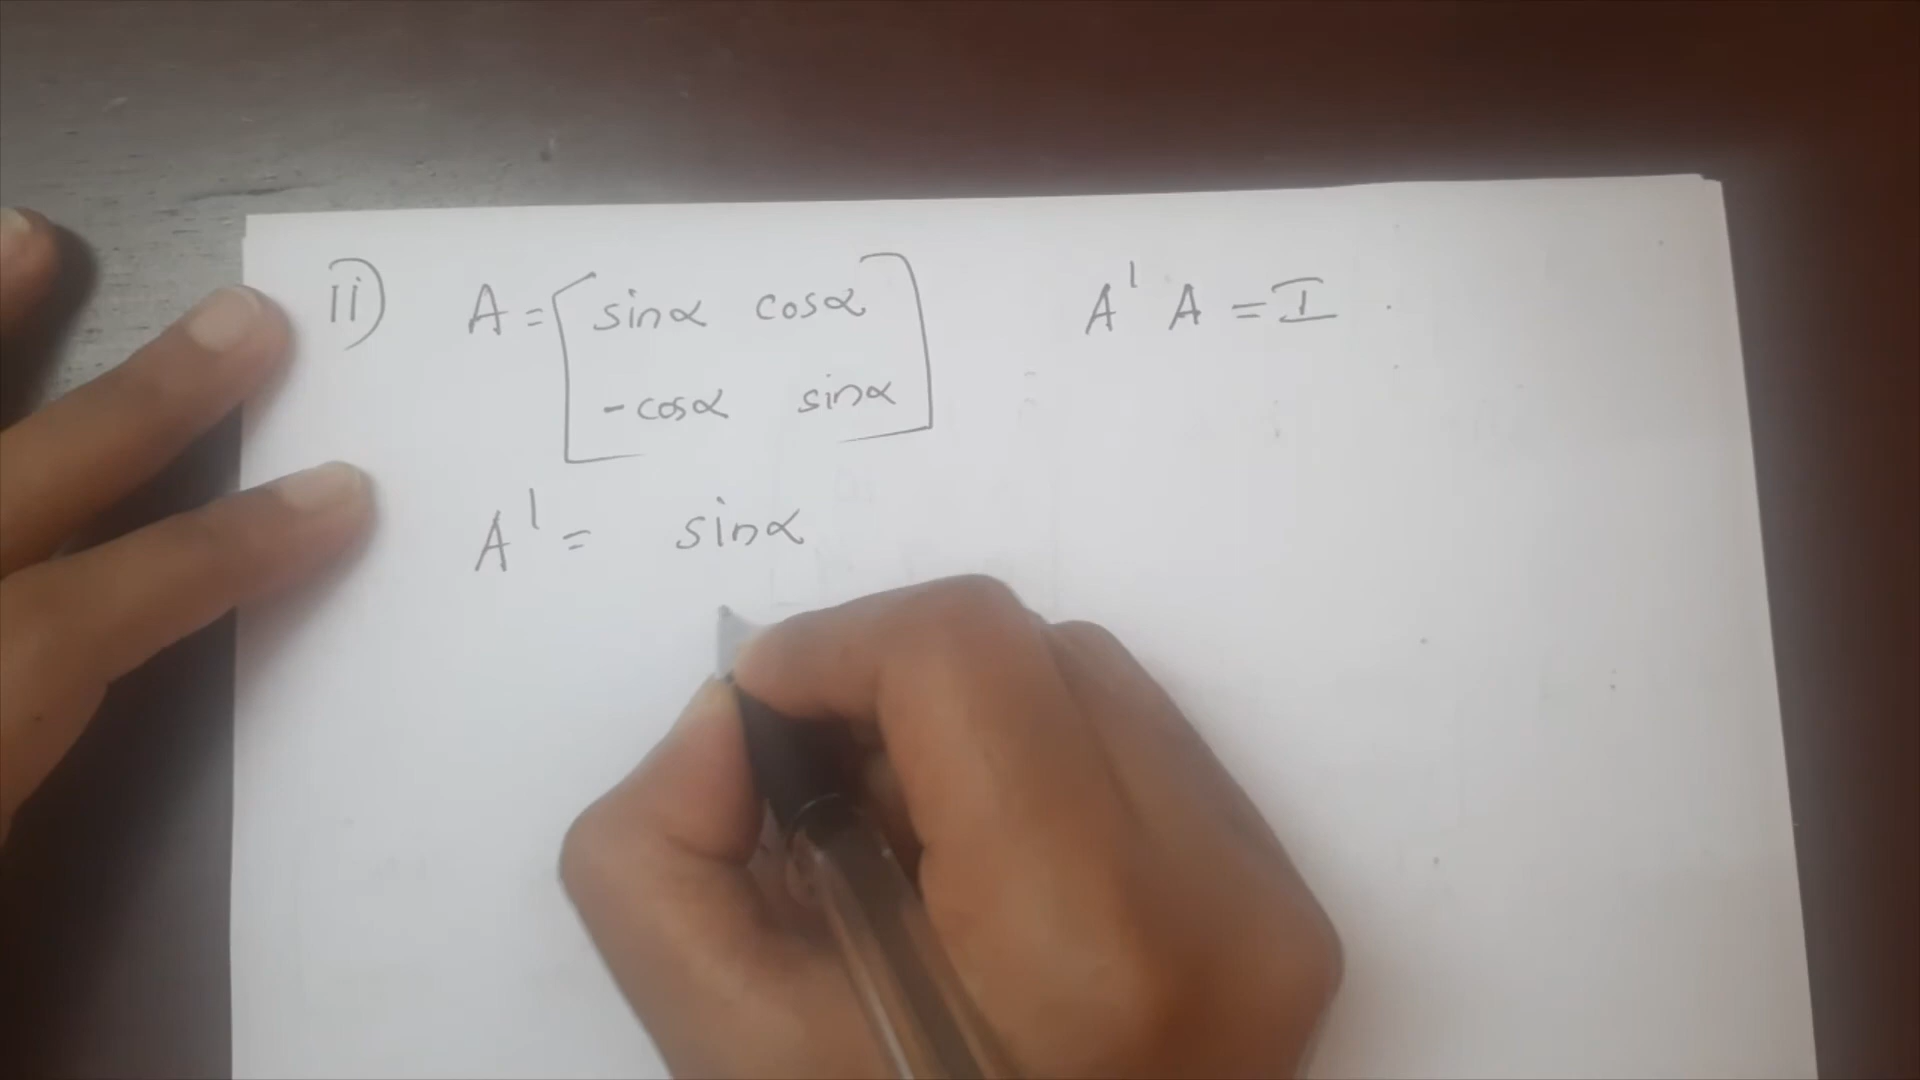 ii) A = [ sinα cosα   A' A = I .
-cosα sinα ]
A' = sinα